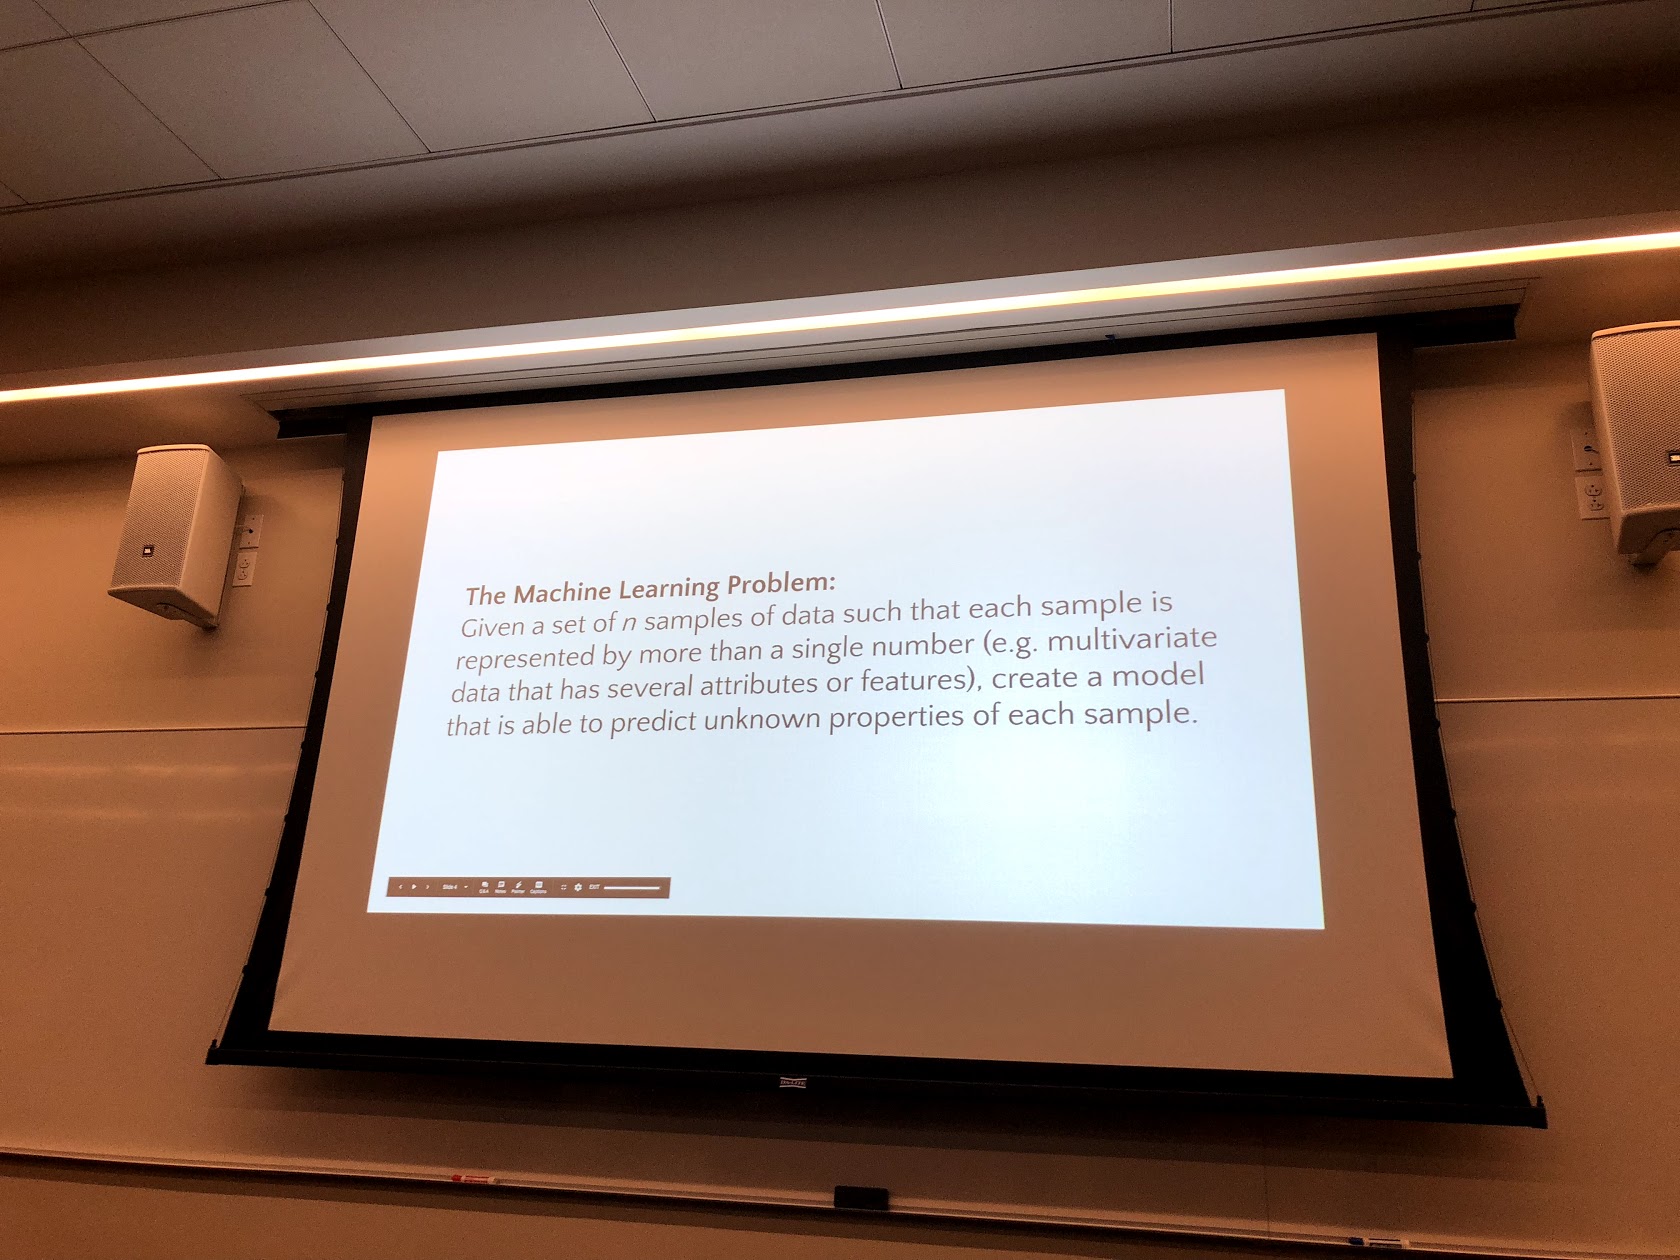 The Machine Learning Problem:
Given a set of n samples of data such that each sample is
represented by more than a single number (e.g. multivariate
data that has several attributes or features), create a model
that is able to predict unknown properties of each sample.
Slide 4
Q&A Notes Pointer Captions
EXIT
JBL
DA-LITE